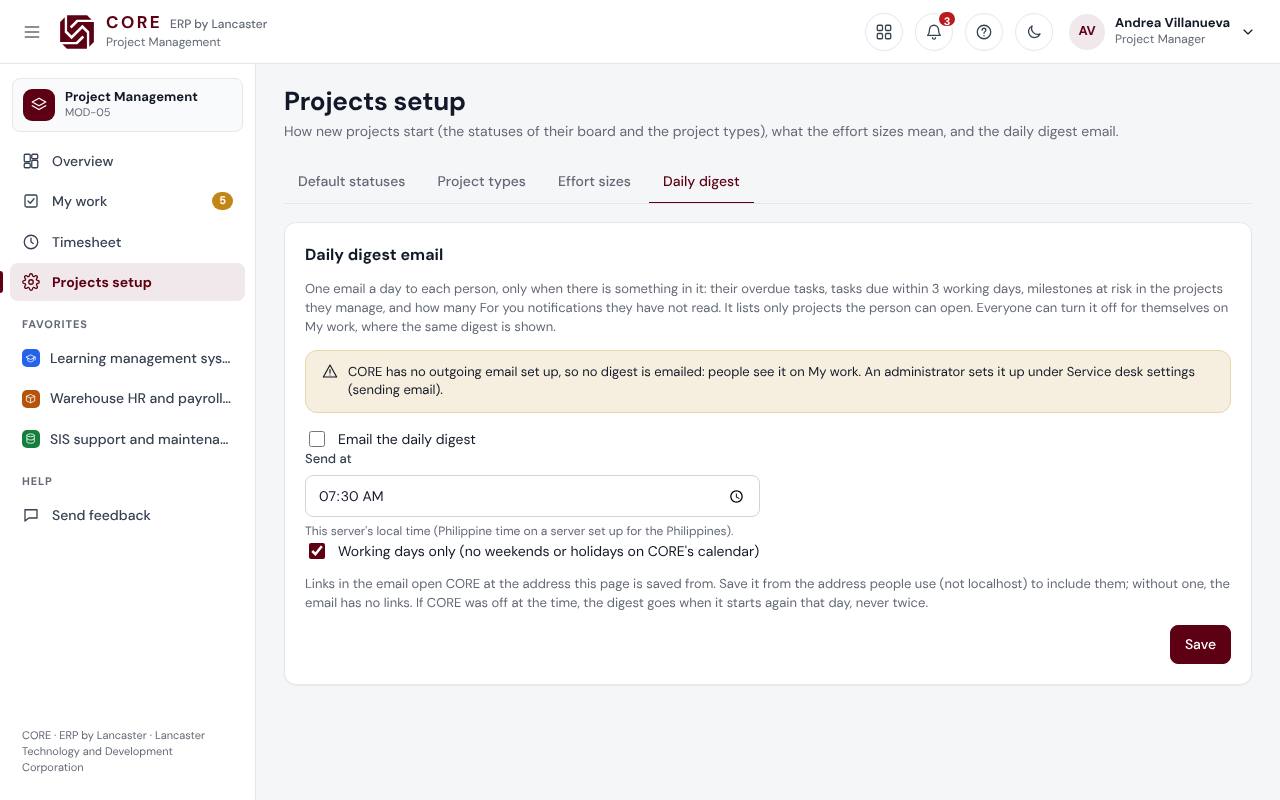 CORE ERP by Lancaster
Project Management
3
AV
Andrea Villanueva
Project Manager
Project Management
MOD-05
Overview
My work 5
Timesheet
Projects setup
FAVORITES
Learning management sys...
Warehouse HR and payroll...
SIS support and maintena...
HELP
Send feedback
CORE · ERP by Lancaster · Lancaster
Technology and Development
Corporation
Projects setup
How new projects start (the statuses of their board and the project types), what the effort sizes mean, and the daily digest email.
Default statuses Project types Effort sizes Daily digest
Daily digest email
One email a day to each person, only when there is something in it: their overdue tasks, tasks due within 3 working days, milestones at risk in the projects
they manage, and how many For you notifications they have not read. It lists only projects the person can open. Everyone can turn it off for themselves on
My work, where the same digest is shown.
CORE has no outgoing email set up, so no digest is emailed: people see it on My work. An administrator sets it up under Service desk settings
(sending email).
Email the daily digest
Send at
07:30 AM
This server's local time (Philippine time on a server set up for the Philippines).
Working days only (no weekends or holidays on CORE's calendar)
Links in the email open CORE at the address this page is saved from. Save it from the address people use (not localhost) to include them; without one, the
email has no links. If CORE was off at the time, the digest goes when it starts again that day, never twice.
Save